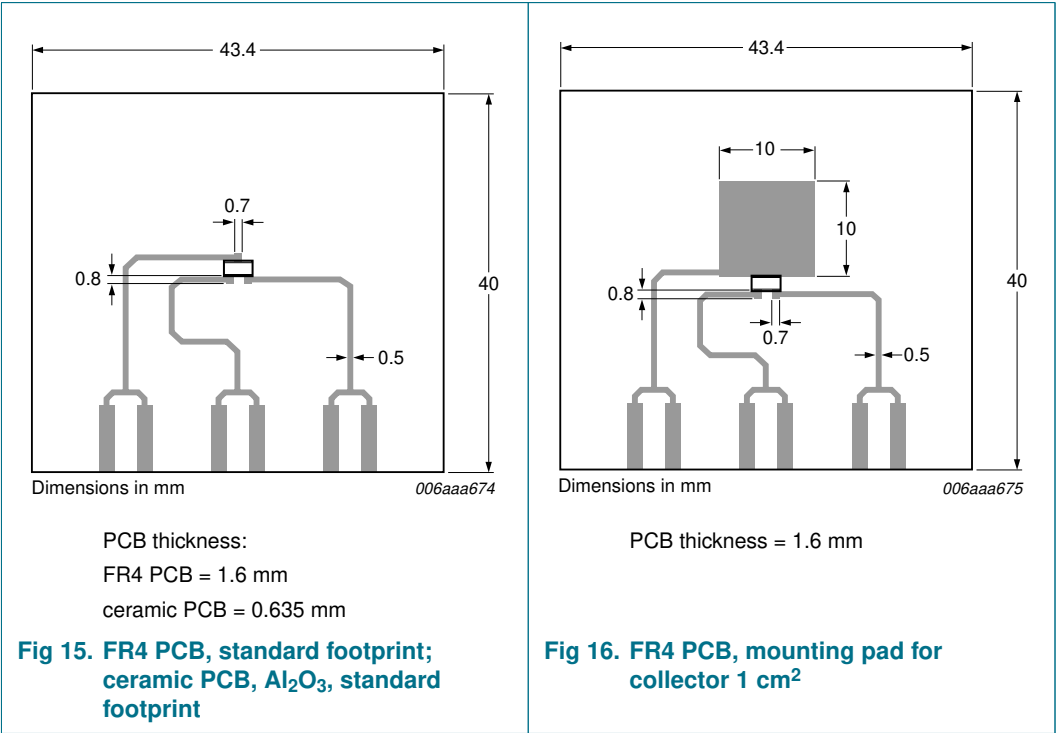 43.4
0.7
0.8
40
0.5
Dimensions in mm
006aaa674
PCB thickness:
FR4 PCB = 1.6 mm
ceramic PCB = 0.635 mm
Fig 15. FR4 PCB, standard footprint;
ceramic PCB, Al2O3, standard
footprint
43.4
10
10
40
0.8
0.7
0.5
Dimensions in mm
006aaa675
PCB thickness = 1.6 mm
Fig 16. FR4 PCB, mounting pad for
collector 1 cm2